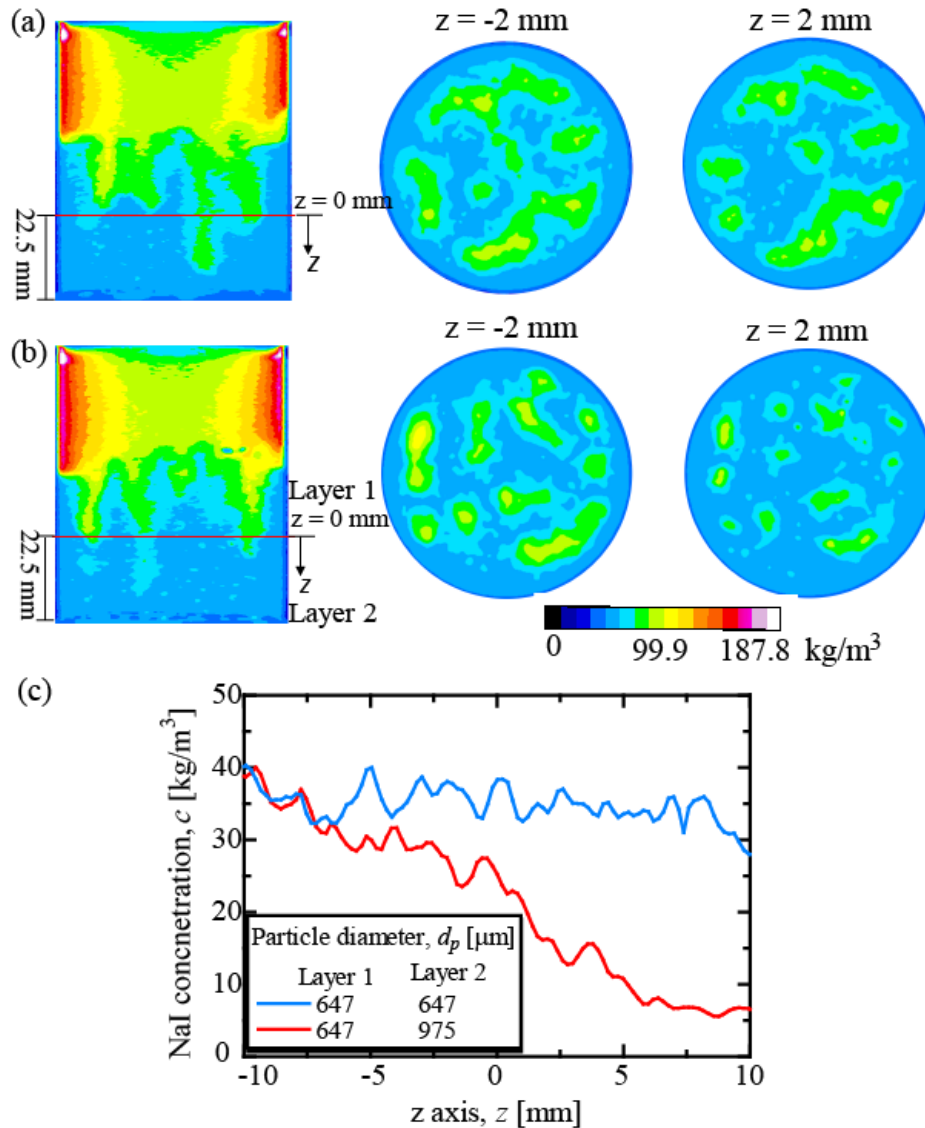 (a)
z = -2 mm
z = 2 mm
z = 0 mm
z
22.5 mm
(b)
z = -2 mm
z = 2 mm
Layer 1
z = 0 mm
z
22.5 mm
Layer 2
0 99.9 187.8 kg/m³
(c)
50
40
30
20
10
0
NaI concnetration, c [kg/m³]
Particle diameter, dₚ [μm]
Layer 1 Layer 2
647 647
647 975
-10 -5 0 5 10
z axis, z [mm]